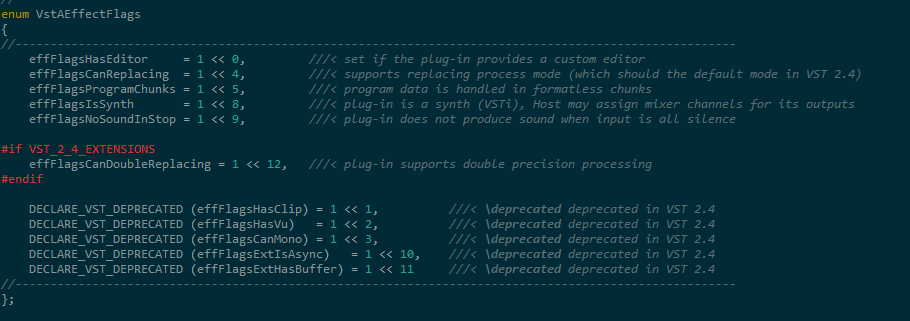 //
enum VstAEffectFlags
{
//-------------------------------------------------------------------------------------------------------
effFlagsHasEditor     = 1 << 0,         ///< set if the plug-in provides a custom editor
effFlagsCanReplacing  = 1 << 4,         ///< supports replacing process mode (which should the default mode in VST 2.4)
effFlagsProgramChunks = 1 << 5,         ///< program data is handled in formatless chunks
effFlagsIsSynth       = 1 << 8,         ///< plug-in is a synth (VSTi), Host may assign mixer channels for its outputs
effFlagsNoSoundInStop = 1 << 9,         ///< plug-in does not produce sound when input is all silence
#if VST_2_4_EXTENSIONS
effFlagsCanDoubleReplacing = 1 << 12,   ///< plug-in supports double precision processing
#endif
DECLARE_VST_DEPRECATED (effFlagsHasClip) = 1 << 1,          ///< \deprecated deprecated in VST 2.4
DECLARE_VST_DEPRECATED (effFlagsHasVu)   = 1 << 2,          ///< \deprecated deprecated in VST 2.4
DECLARE_VST_DEPRECATED (effFlagsCanMono) = 1 << 3,          ///< \deprecated deprecated in VST 2.4
DECLARE_VST_DEPRECATED (effFlagsExtIsAsync)   = 1 << 10,    ///< \deprecated deprecated in VST 2.4
DECLARE_VST_DEPRECATED (effFlagsExtHasBuffer) = 1 << 11     ///< \deprecated deprecated in VST 2.4
//-------------------------------------------------------------------------------------------------------
};